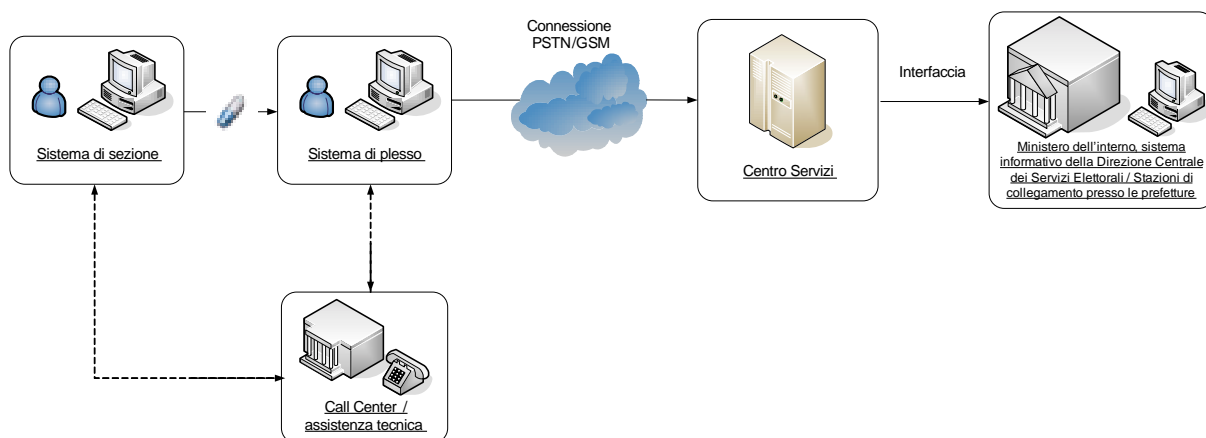 Connessione
PSTN/GSM
Interfaccia
Sistema di sezione
Sistema di plesso
Centro Servizi
Ministero dell'interno, sistema
informativo della Direzione Centrale
dei Servizi Elettorali / Stazioni di
collegamento presso le prefetture
Call Center /
assistenza tecnica